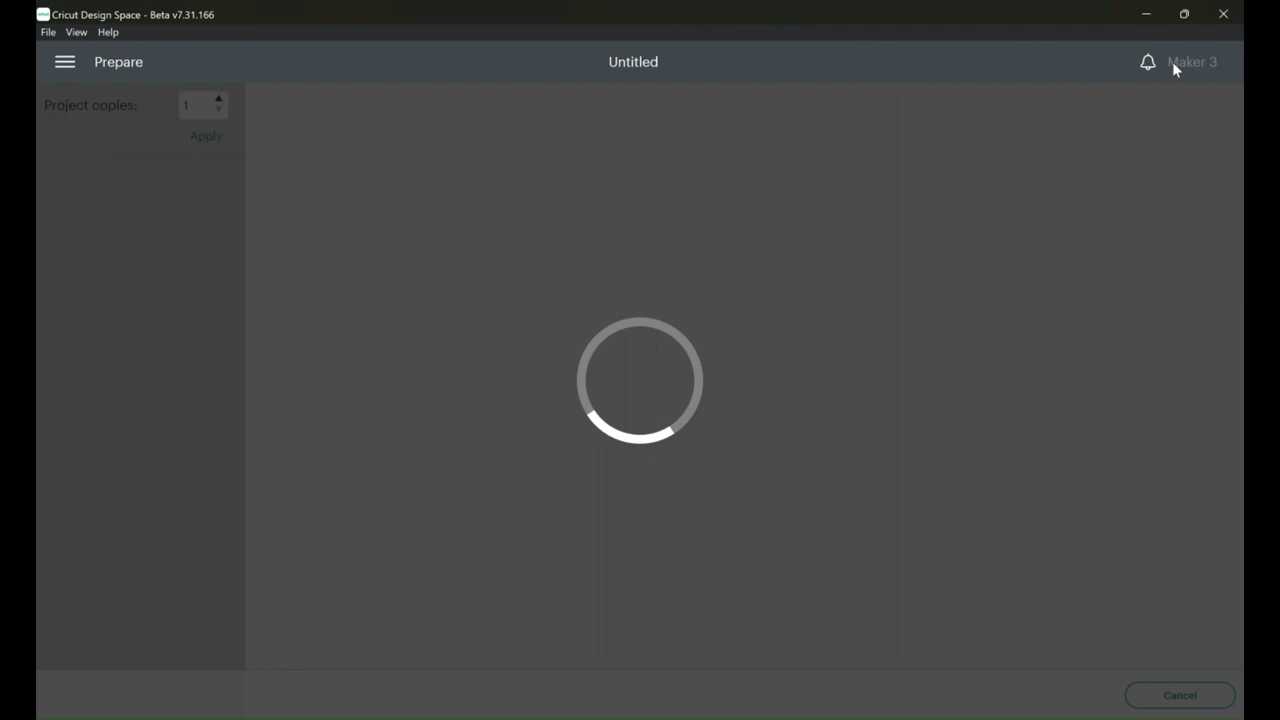 Cricut Design Space - Beta v7.31.166
File View Help
Prepare
Untitled
Maker 3
Project copies: 1
Apply
Cancel